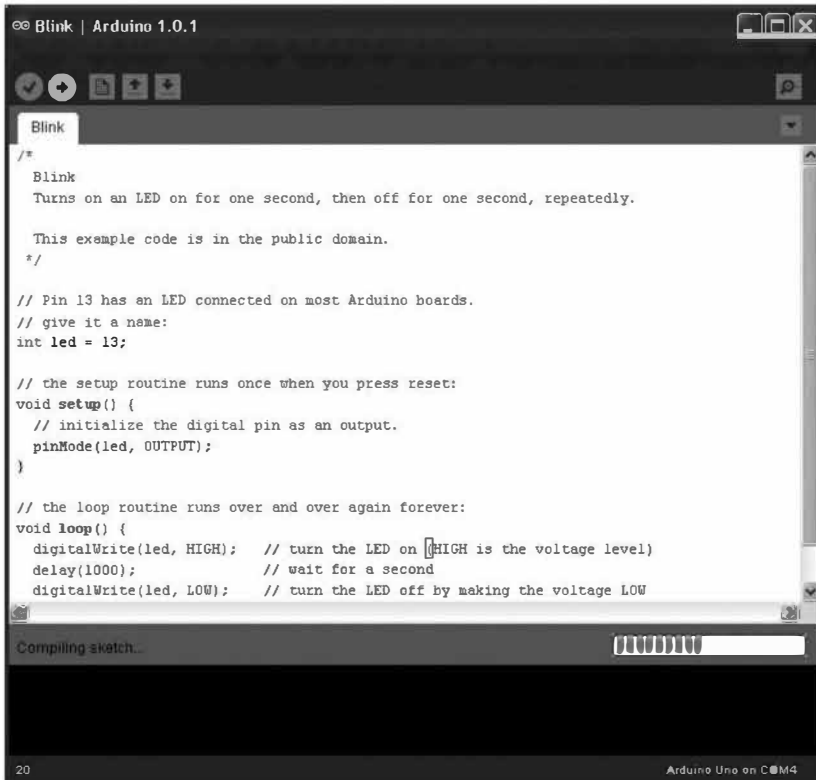 Blink | Arduino 1.0.1
Blink
/*
  Blink
  Turns on an LED on for one second, then off for one second, repeatedly.

  This example code is in the public domain.
 */

// Pin 13 has an LED connected on most Arduino boards.
// give it a name:
int led = 13;

// the setup routine runs once when you press reset:
void setup() {
  // initialize the digital pin as an output.
  pinMode(led, OUTPUT);
}

// the loop routine runs over and over again forever:
void loop() {
  digitalWrite(led, HIGH);   // turn the LED on (HIGH is the voltage level)
  delay(1000);               // wait for a second
  digitalWrite(led, LOW);    // turn the LED off by making the voltage LOW
Compiling sketch...
20 Arduino Uno on COM4